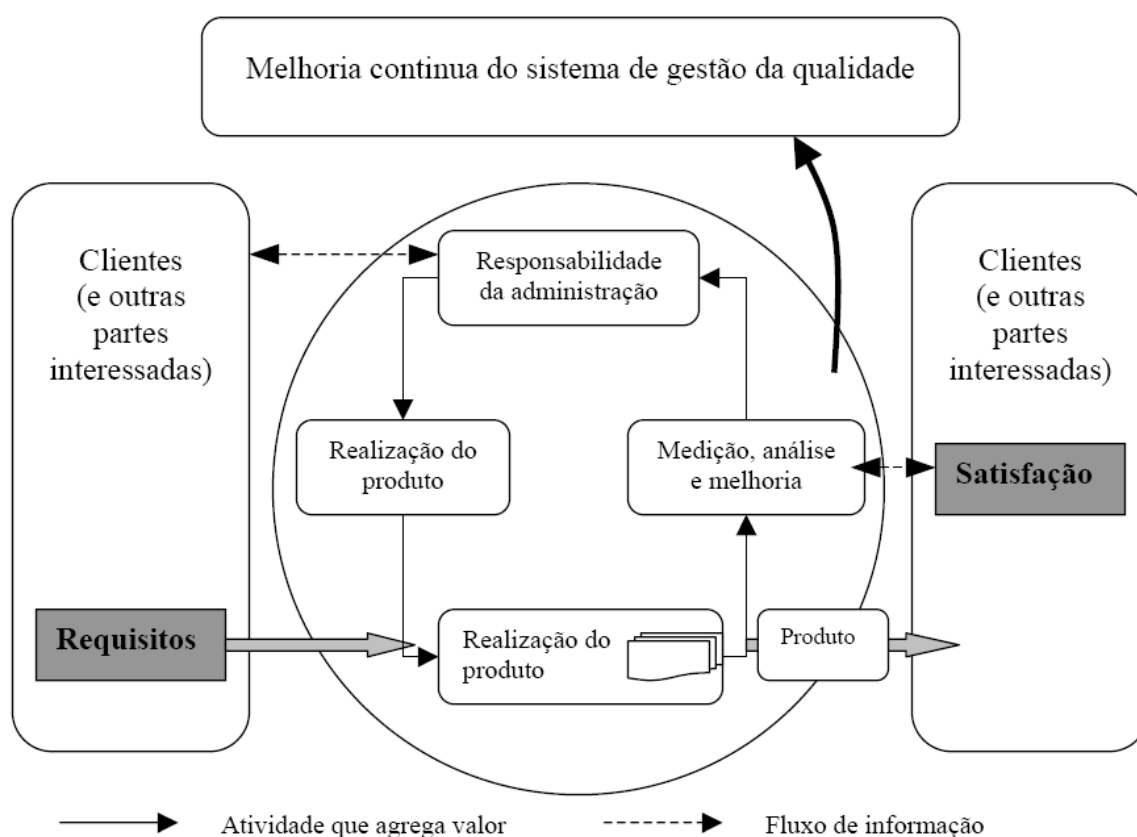 Melhoria continua do sistema de gestão da qualidade
Clientes
(e outras
partes
interessadas)
Requisitos
Responsabilidade
da administração
Realização do
produto
Medição, análise
e melhoria
Realização do
produto
Produto
Clientes
(e outras
partes
interessadas)
Satisfação
Atividade que agrega valor
Fluxo de informação